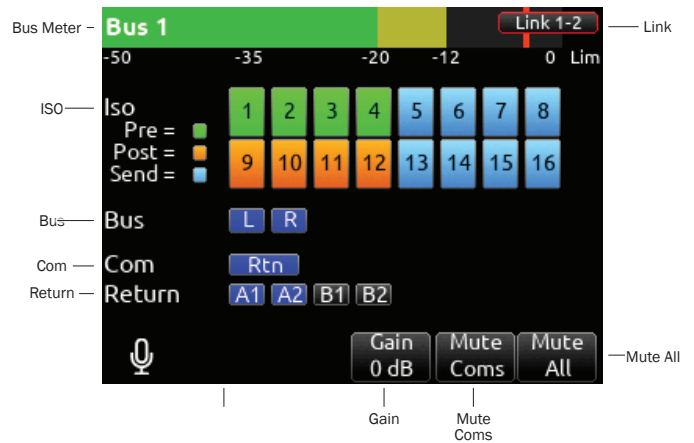 Bus Meter
Bus 1
Link 1-2
Link
-50 -35 -20 -12 0 Lim
ISO
Iso
1 2 3 4 5 6 7 8
Pre =
Post =
Send =
9 10 11 12 13 14 15 16
Bus
Bus
L R
Com
Com
Rtn
Return
Return
A1 A2 B1 B2
Gain
0 dB
Mute
Coms
Mute
All
Mute All
Gain
Mute
Coms